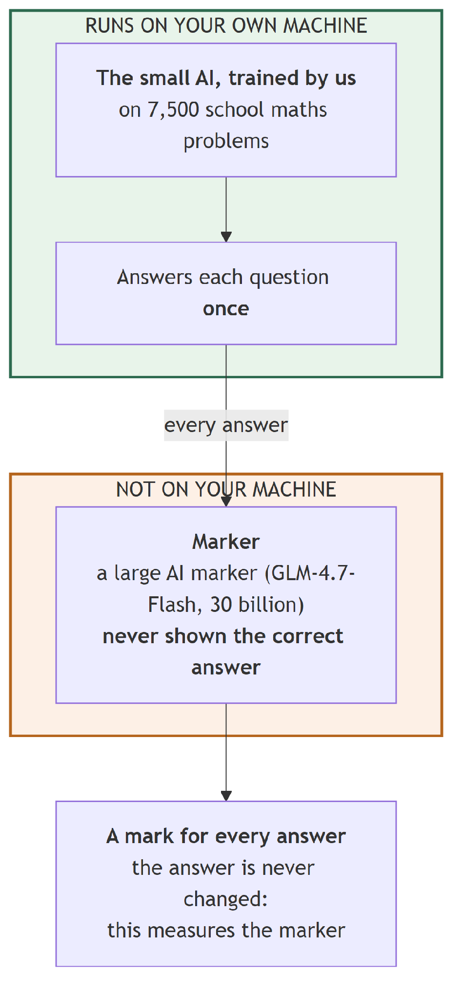 RUNS ON YOUR OWN MACHINE
The small AI, trained by us
on 7,500 school maths
problems
Answers each question
once
every answer
NOT ON YOUR MACHINE
Marker
a large AI marker (GLM-4.7-
Flash, 30 billion)
never shown the correct
answer
A mark for every answer
the answer is never
changed:
this measures the marker